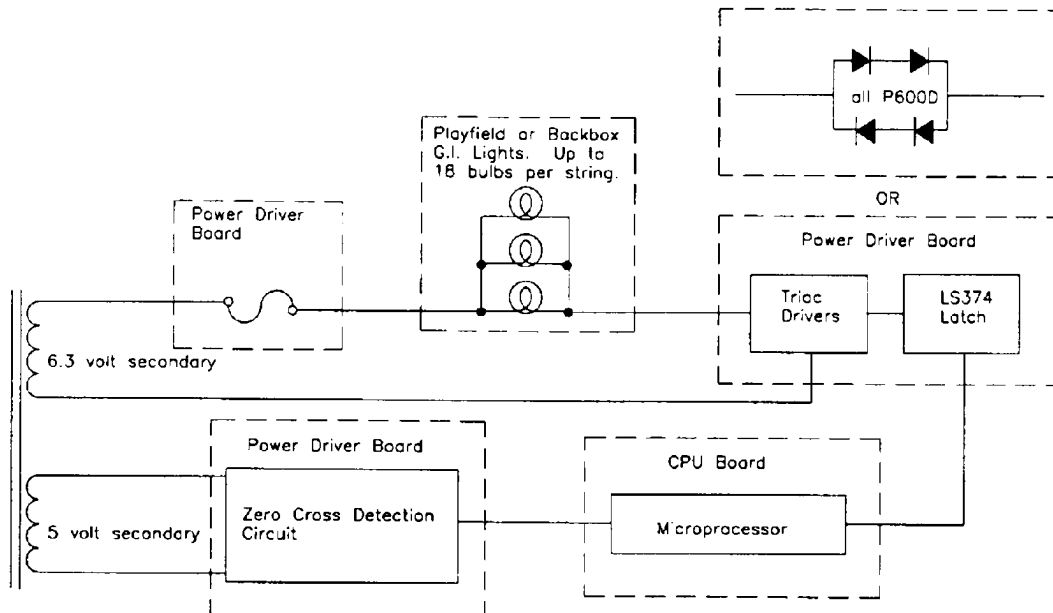 all P600D
OR
Playfield or Backbox
G.I. Lights. Up to
18 bulbs per string.
Power Driver
Board
Power Driver Board
Triac
Drivers
LS374
Latch
6.3 volt secondary
Power Driver Board
Zero Cross Detection
Circuit
5 volt secondary
CPU Board
Microprocessor